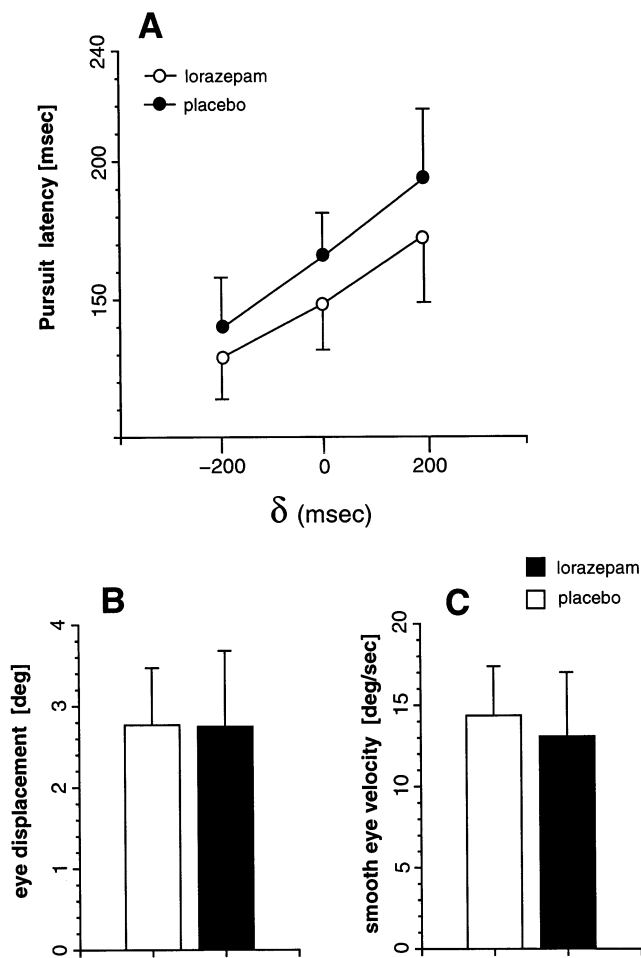 A
240
lorazepam
placebo
200
Pursuit latency [msec]
150
−200 0 200
δ (msec)
lorazepam
placebo
B
4
3
2
1
0
eye displacement [deg]
C
20
15
10
5
0
smooth eye velocity [deg/sec]